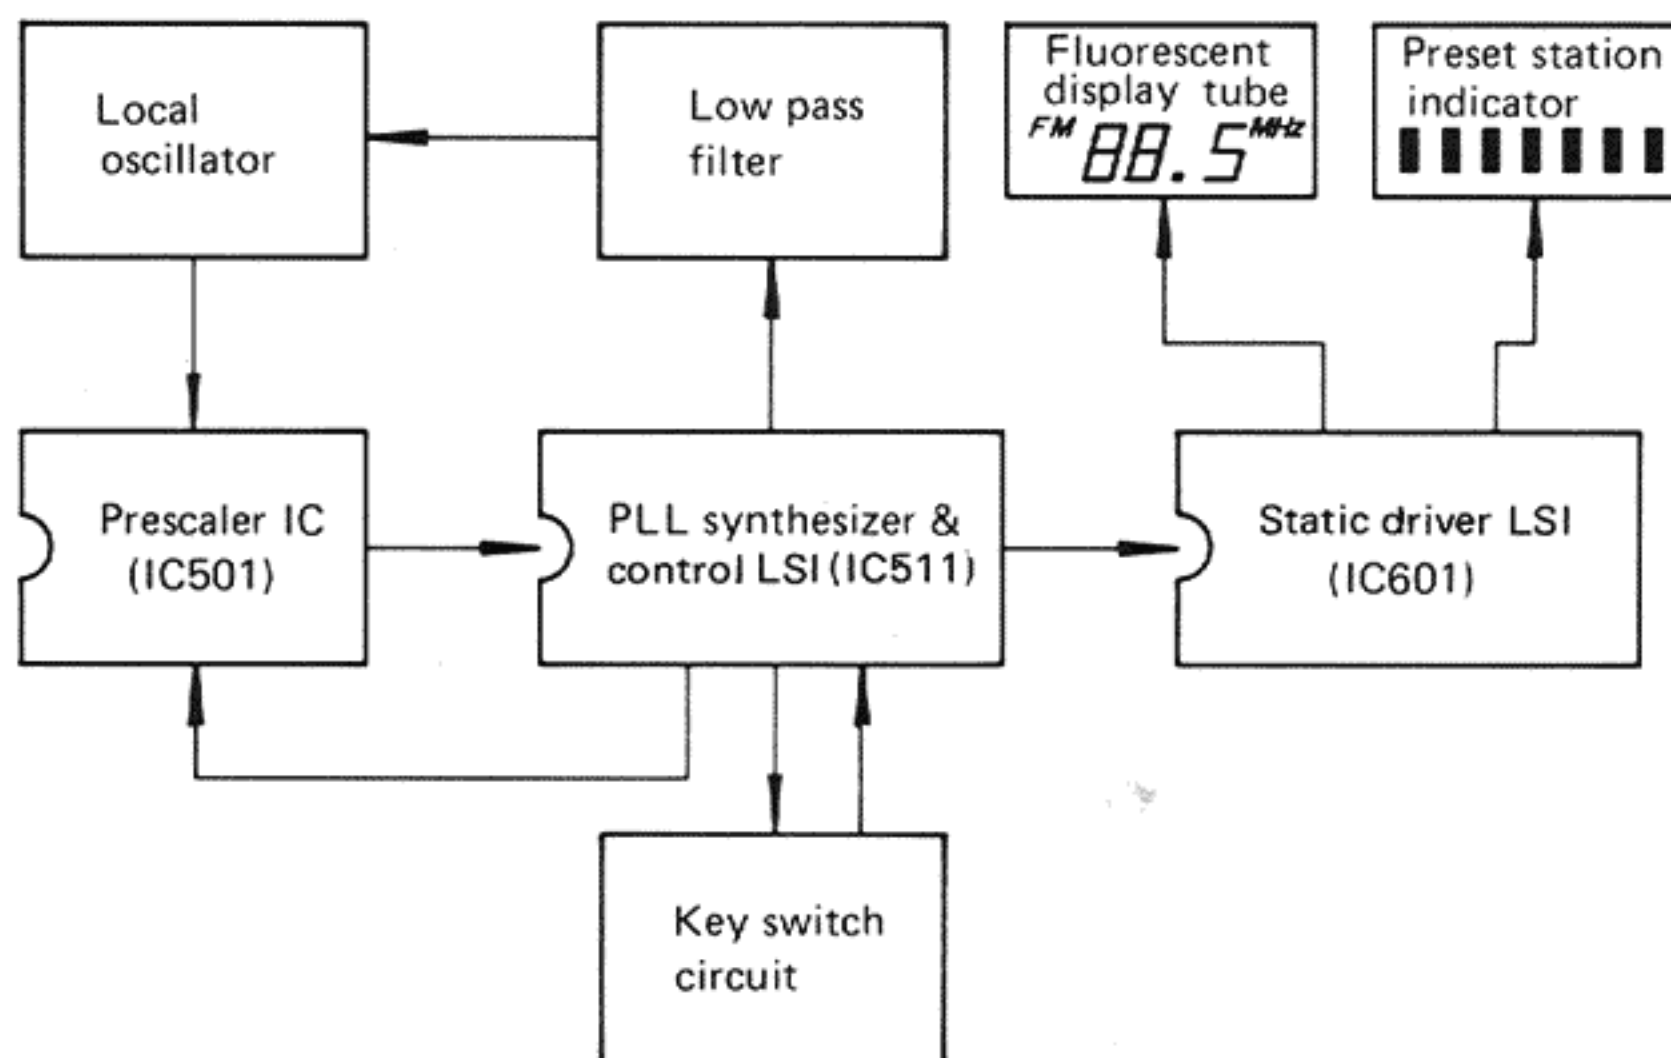 Local
oscillator
Low pass
filter
Fluorescent
display tube
FM 88.5 MHz
Preset station
indicator
Prescaler IC
(IC501)
PLL synthesizer &
control LSI (IC511)
Static driver LSI
(IC601)
Key switch
circuit